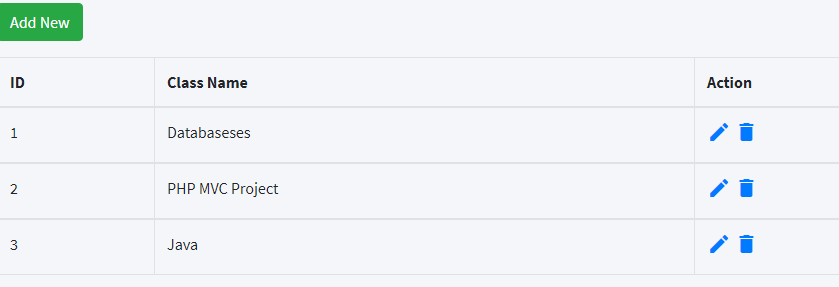 Add New
ID Class Name Action
1 Databaseses
2 PHP MVC Project
3 Java